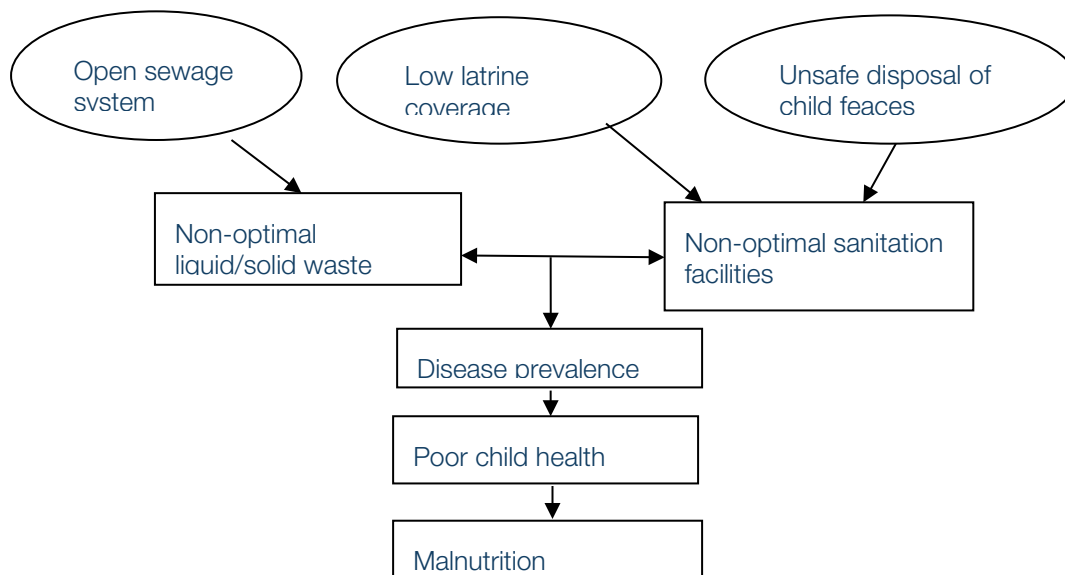 Open sewage
system
Low latrine
coverage
Unsafe disposal of
child feaces
Non-optimal
liquid/solid waste
Non-optimal sanitation
facilities
Disease prevalence
Poor child health
Malnutrition